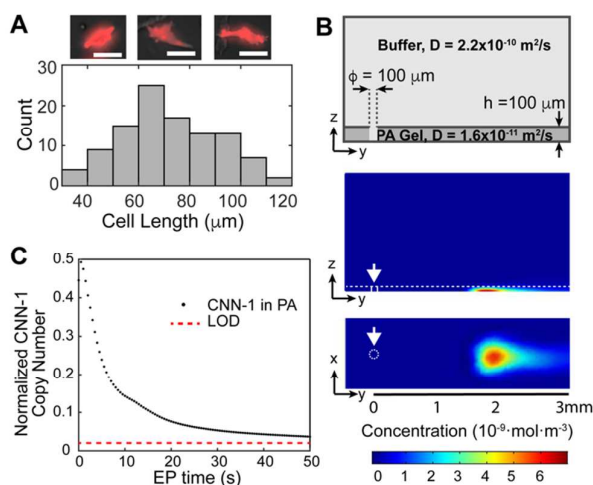 A
30
20
10
0
Count
40 60 80 100 120
Cell Length (μm)
B
Buffer, D = 2.2x10⁻¹⁰ m²/s
ϕ = 100 μm
h =100 μm
PA Gel, D = 1.6x10⁻¹¹ m²/s
z
y
z
y
x
y
0 1 2 3mm
Concentration (10⁻⁹·mol·m⁻³)
0 1 2 3 4 5 6
C
0.5
0.4
0.3
0.2
0.1
0
Normalized CNN-1
Copy Number
CNN-1 in PA
LOD
0 10 20 30 40 50
EP time (s)